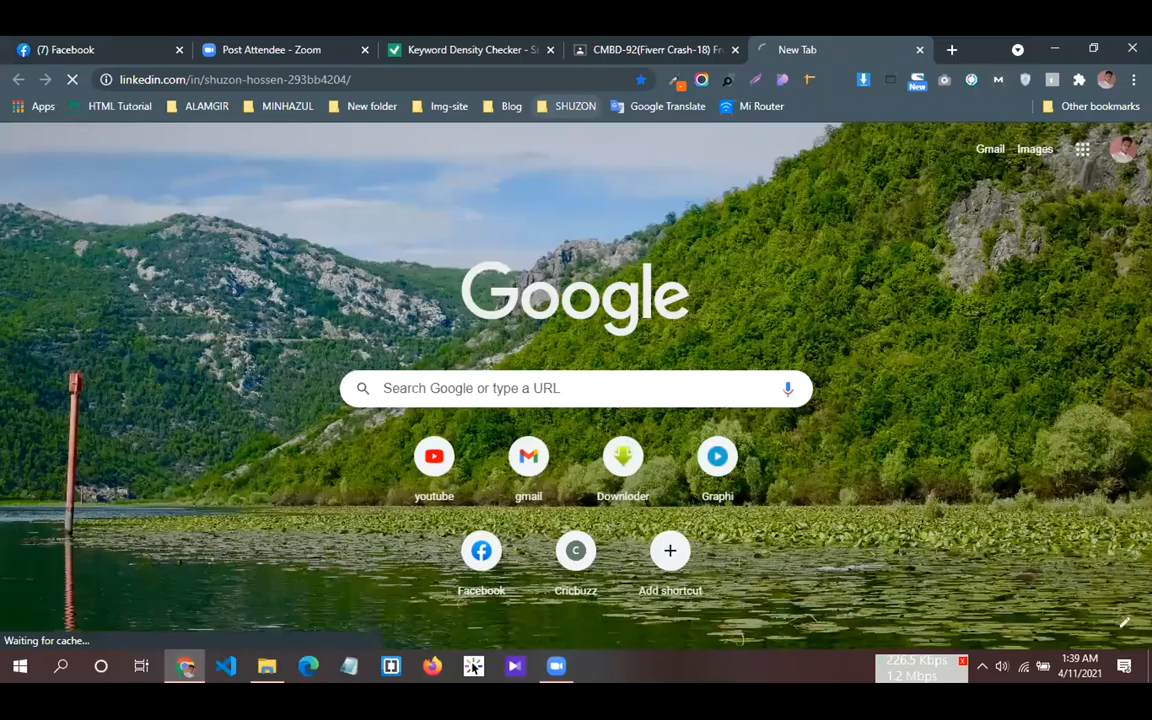 (7) Facebook
Post Attendee - Zoom
Keyword Density Checker - S
CMBD-92(Fiverr Crash-18) Fr
New Tab
linkedin.com/in/shuzon-hossen-293bb4204/
New
Apps
HTML Tutorial
ALAMGIR
MINHAZUL
New folder
Img-site
Blog
SHUZON
Google Translate
Mi Router
Other bookmarks
Gmail
Images
Google
Search Google or type a URL
youtube
gmail
Downloder
Graphi
C
Facebook
Cricbuzz
Add shortcut
Waiting for cache...
226.5 Kbps
1.2 Mbps
1:39 AM
4/11/2021